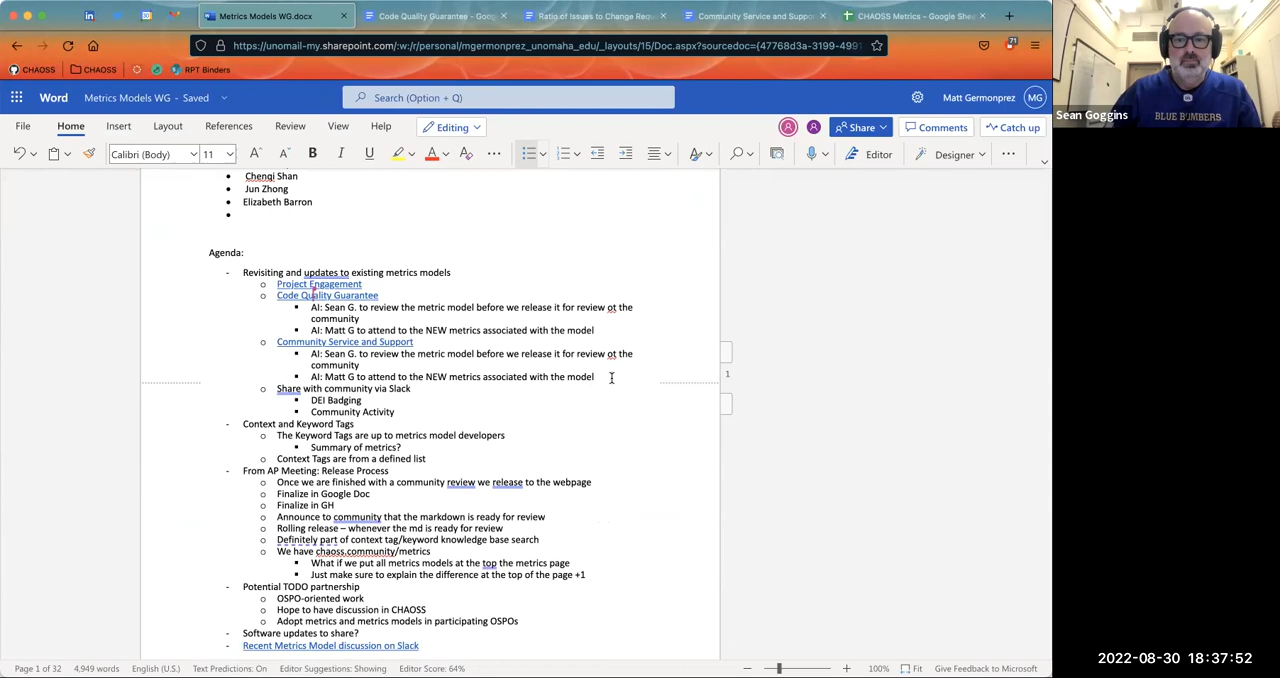 Metrics Models WG.docx
Code Quality Guarantee - Goo
Ratio of Issues to Change Req
Community Service and Suppo
CHAOSS Metrics - Google She
https://unomail-my.sharepoint.com/:w:/r/personal/mgermonprez_unomaha_edu/_layouts/15/Doc.aspx?sourcedoc={47768d3a-3199-4991
71
CHAOSS
CHAOSS
RPT Binders
Word
Metrics Models WG - Saved
Search (Option + Q)
Matt Germonprez
MG
File
Home
Insert
Layout
References
Review
View
Help
Editing
Share
Comments
Catch up
Calibri (Body)
11
Editor
Designer
Chenqi Shan
Jun Zhong
Elizabeth Barron
Agenda:
- Revisiting and updates to existing metrics models
o Project Engagement
o Code Quality Guarantee
▪ AI: Sean G. to review the metric model before we release it for review ot the
community
▪ AI: Matt G to attend to the NEW metrics associated with the model
o Community Service and Support
▪ AI: Sean G. to review the metric model before we release it for review ot the
community
▪ AI: Matt G to attend to the NEW metrics associated with the model
o Share with community via Slack
▪ DEI Badging
▪ Community Activity
- Context and Keyword Tags
o The Keyword Tags are up to metrics model developers
▪ Summary of metrics?
o Context Tags are from a defined list
- From AP Meeting: Release Process
o Once we are finished with a community review we release to the webpage
o Finalize in Google Doc
o Finalize in GH
o Announce to community that the markdown is ready for review
o Rolling release – whenever the md is ready for review
o Definitely part of context tag/keyword knowledge base search
o We have chaoss.community/metrics
▪ What if we put all metrics models at the top the metrics page
▪ Just make sure to explain the difference at the top of the page +1
- Potential TODO partnership
o OSPO-oriented work
o Hope to have discussion in CHAOSS
o Adopt metrics and metrics models in participating OSPOs
- Software updates to share?
- Recent Metrics Model discussion on Slack
1
Page 1 of 32
4,949 words
English (U.S.)
Text Predictions: On
Editor Suggestions: Showing
Editor Score: 64%
100%
Fit
Give Feedback to Microsoft
Sean Goggins
BLUE BOMBERS
2022-08-30 18:37:52